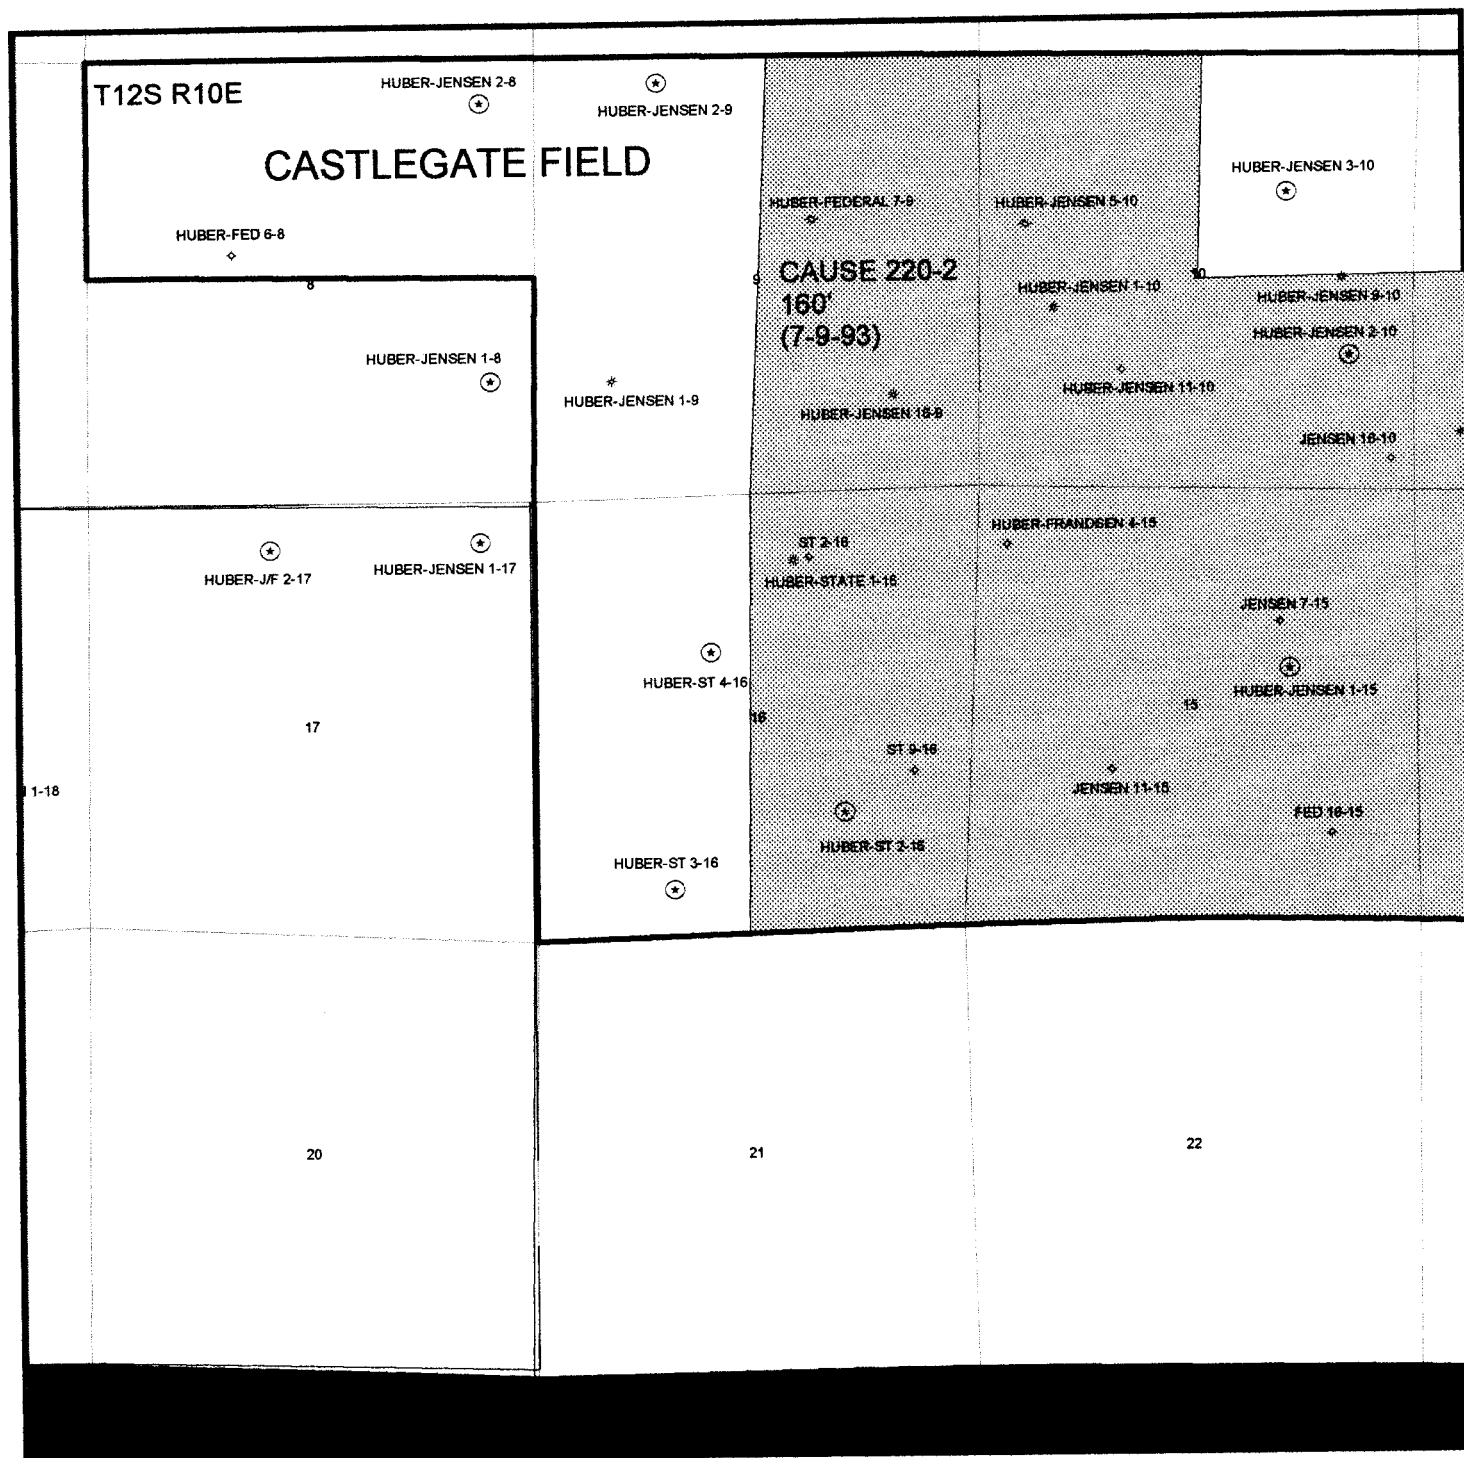 T12S R10E
HUBER-JENSEN 2-8
HUBER-JENSEN 2-9
CASTLEGATE FIELD
HUBER-JENSEN 3-10
HUBER-FEDERAL 7-9
HUBER-JENSEN 5-10
HUBER-FED 6-8
8
9
CAUSE 220-2
160'
(7-9-93)
10
HUBER-JENSEN 1-10
HUBER-JENSEN 9-10
HUBER-JENSEN 2-10
HUBER-JENSEN 1-8
HUBER-JENSEN 11-10
HUBER-JENSEN 1-9
HUBER-JENSEN 16-9
JENSEN 16-10
HUBER-FRANDSEN 4-15
ST 2-16
HUBER-J/F 2-17
HUBER-JENSEN 1-17
HUBER-STATE 1-16
JENSEN 7-15
HUBER-ST 4-16
HUBER-JENSEN 1-15
17
16
15
ST 9-16
1-18
JENSEN 11-15
FED 16-15
HUBER-ST 2-16
HUBER-ST 3-16
20
21
22